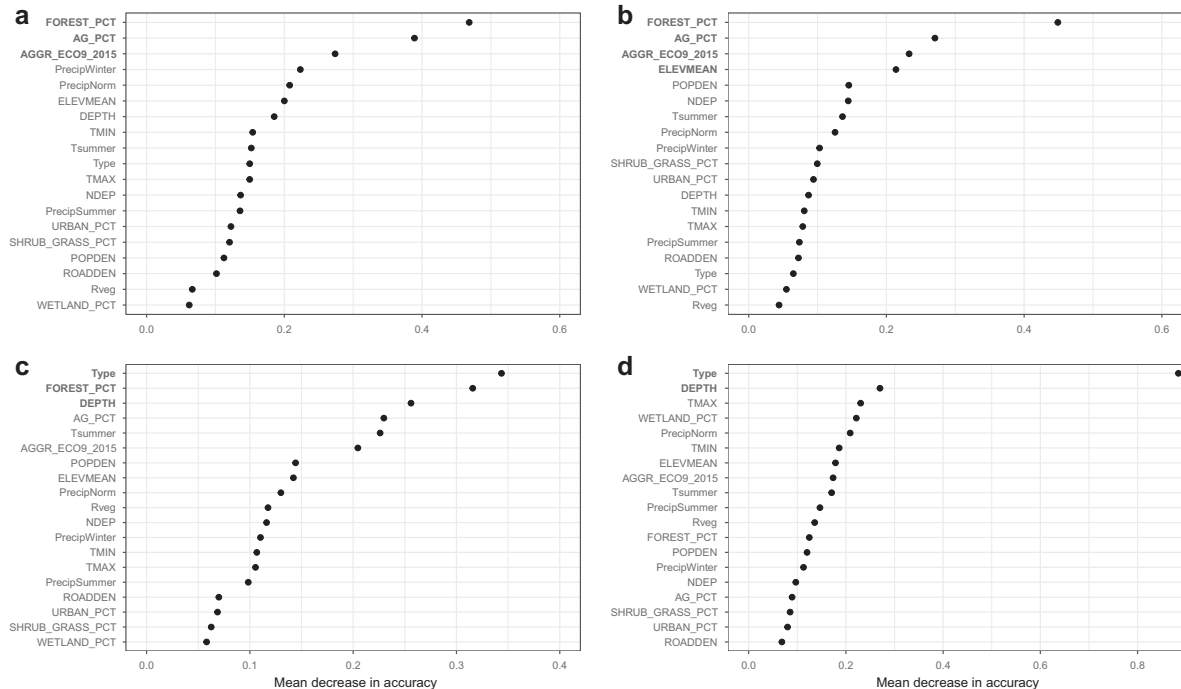 a
FOREST_PCT
AG_PCT
AGGR_ECO9_2015
PrecipWinter
PrecipNorm
ELEVMEAN
DEPTH
TMIN
Tsummer
Type
TMAX
NDEP
PrecipSummer
URBAN_PCT
SHRUB_GRASS_PCT
POPDEN
ROADDEN
Rveg
WETLAND_PCT
0.0 0.2 0.4 0.6
b
FOREST_PCT
AG_PCT
AGGR_ECO9_2015
ELEVMEAN
POPDEN
NDEP
Tsummer
PrecipNorm
PrecipWinter
SHRUB_GRASS_PCT
URBAN_PCT
DEPTH
TMIN
TMAX
PrecipSummer
ROADDEN
Type
WETLAND_PCT
Rveg
0.0 0.2 0.4 0.6
c
Type
FOREST_PCT
DEPTH
AG_PCT
Tsummer
AGGR_ECO9_2015
POPDEN
ELEVMEAN
PrecipNorm
Rveg
NDEP
PrecipWinter
TMIN
TMAX
PrecipSummer
ROADDEN
URBAN_PCT
SHRUB_GRASS_PCT
WETLAND_PCT
0.0 0.1 0.2 0.3 0.4
Mean decrease in accuracy
d
Type
DEPTH
TMAX
WETLAND_PCT
PrecipNorm
TMIN
ELEVMEAN
AGGR_ECO9_2015
Tsummer
PrecipSummer
Rveg
FOREST_PCT
POPDEN
PrecipWinter
NDEP
AG_PCT
SHRUB_GRASS_PCT
URBAN_PCT
ROADDEN
0.0 0.2 0.4 0.6 0.8
Mean decrease in accuracy